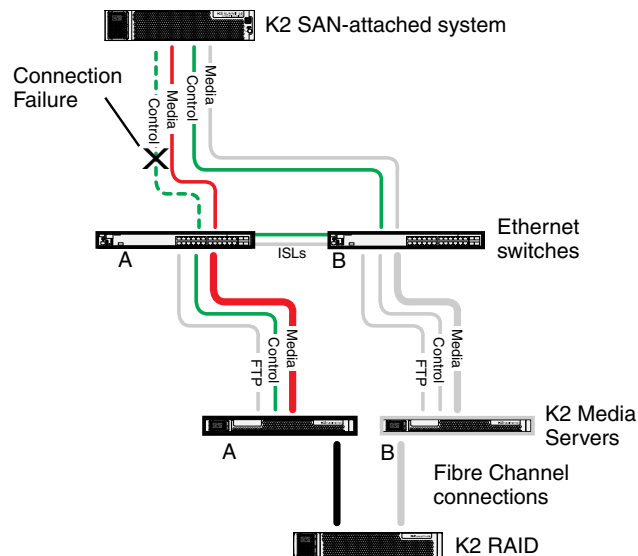 K2 SAN-attached system
Connection
Failure
Control
Media
Control
Media
Ethernet
switches
A
ISLs
B
FTP
Control
Media
FTP
Control
Media
K2 Media
Servers
A
B
Fibre Channel
connections
K2 RAID